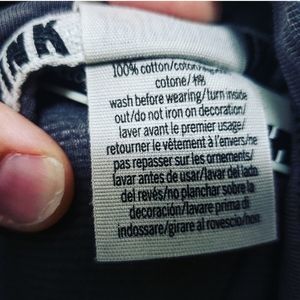 INK
100% cotton/coton/
cotone/棉
wash before wearing/turn inside
out/do not iron on decoration/
laver avant le premier usage/
retourner le vêtement à l'envers/ne
pas repasser sur les ornements/
lavar antes de usar/lavar del lado
del revés/no planchar sobre la
decoración/lavare prima di
indossare/girare al rovescio/non